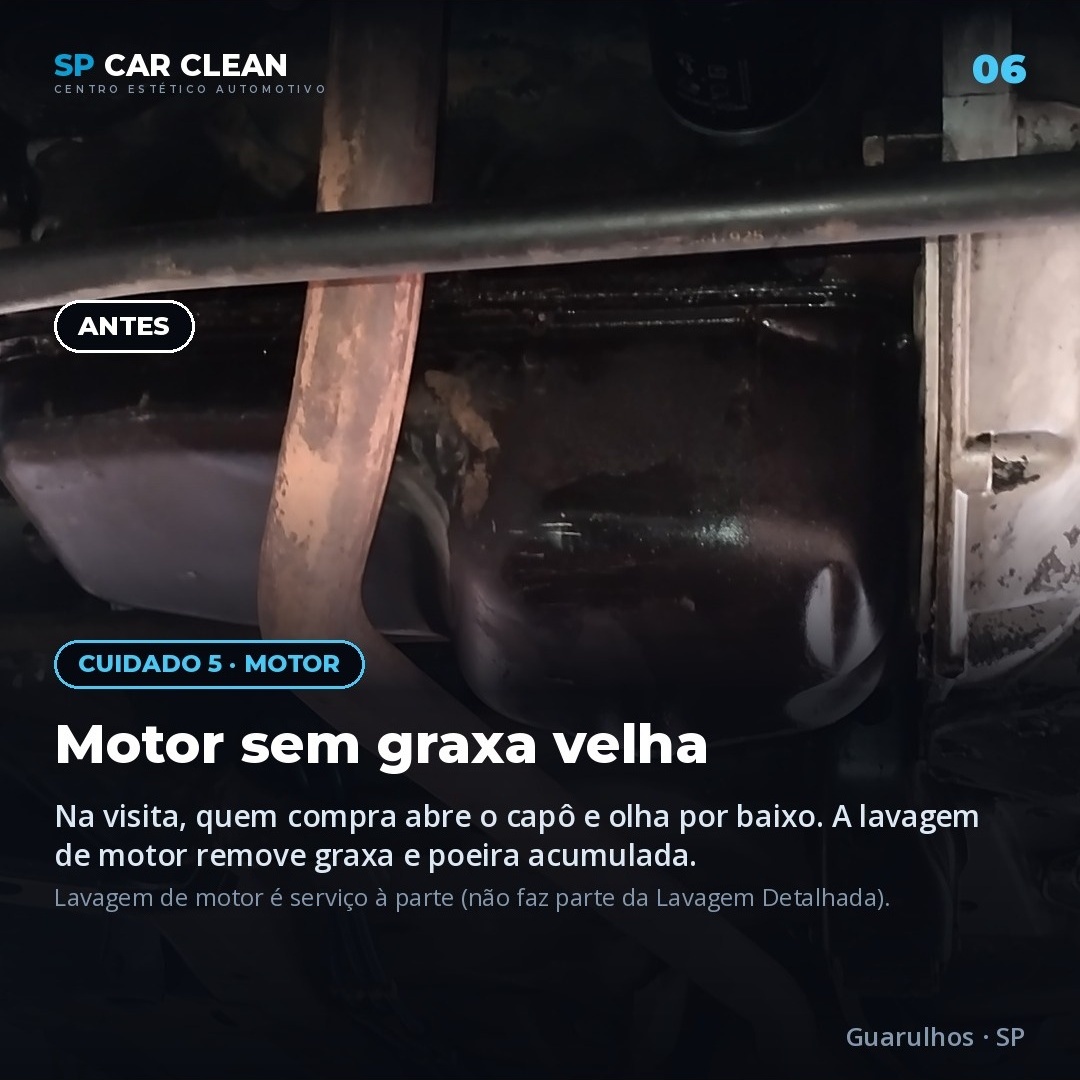 SP CAR CLEAN
CENTRO ESTÉTICO AUTOMOTIVO
06
ANTES
CUIDADO 5 · MOTOR
Motor sem graxa velha
Na visita, quem compra abre o capô e olha por baixo. A lavagem
de motor remove graxa e poeira acumulada.
Lavagem de motor é serviço à parte (não faz parte da Lavagem Detalhada).
Guarulhos · SP